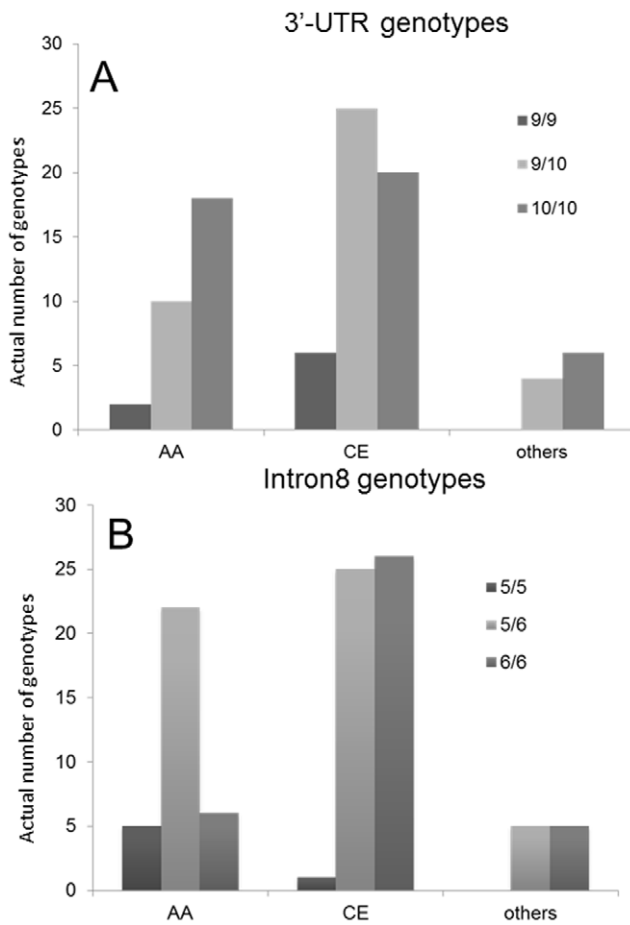 3'-UTR genotypes
A
Actual number of genotypes
30
25
20
15
10
5
0
9/9
9/10
10/10
AA CE others
Intron8 genotypes
B
Actual number of genotypes
30
25
20
15
10
5
0
5/5
5/6
6/6
AA CE others